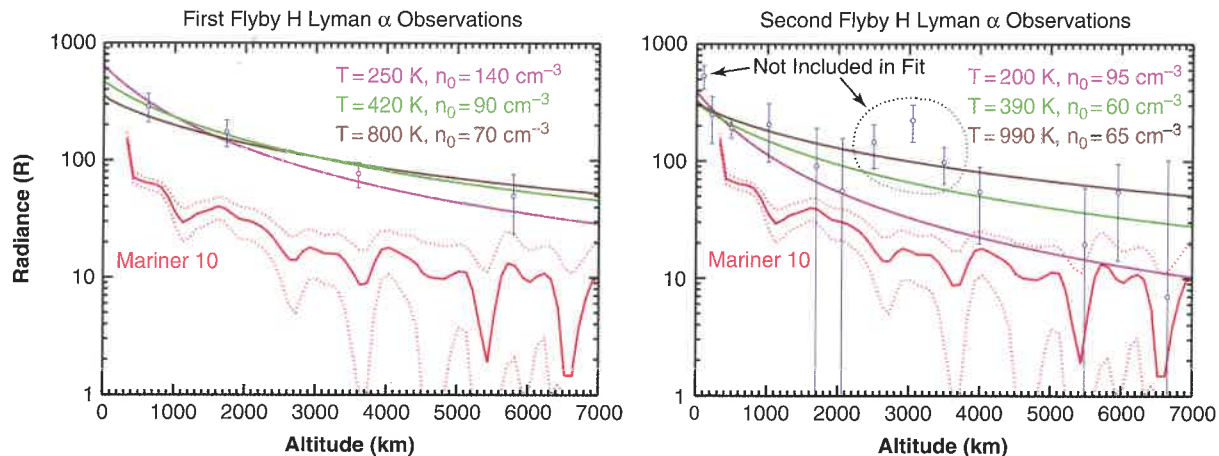 First Flyby H Lyman α Observations
1000
100
10
1
Radiance (R)
T = 250 K, n₀ = 140 cm⁻³
T = 420 K, n₀ = 90 cm⁻³
T = 800 K, n₀ = 70 cm⁻³
Mariner 10
0 1000 2000 3000 4000 5000 6000 7000
Altitude (km)
Second Flyby H Lyman α Observations
1000
100
10
1
Not Included in Fit
T = 200 K, n₀ = 95 cm⁻³
T = 390 K, n₀ = 60 cm⁻³
T = 990 K, n₀ = 65 cm⁻³
Mariner 10
0 1000 2000 3000 4000 5000 6000 7000
Altitude (km)